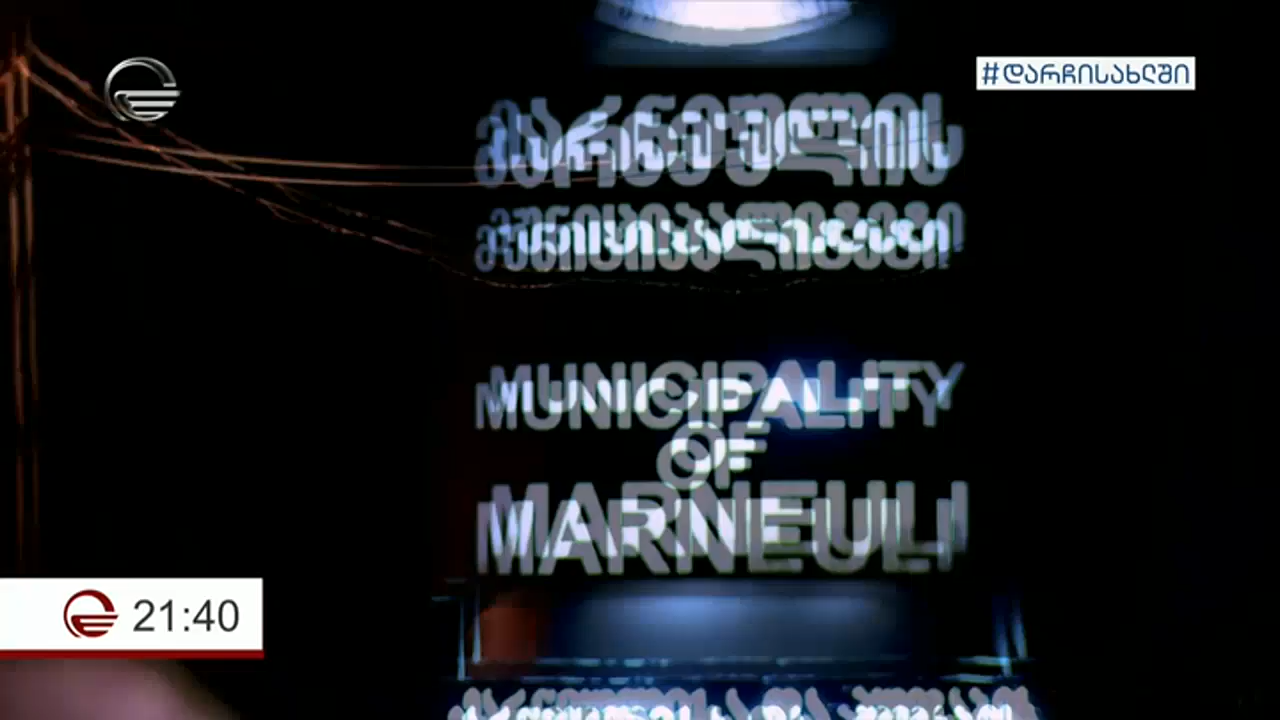 #დარჩისახლში
მარნეულის
მუნიციპალიტეტი
MUNICIPALITY
OF
MARNEULI
21:40